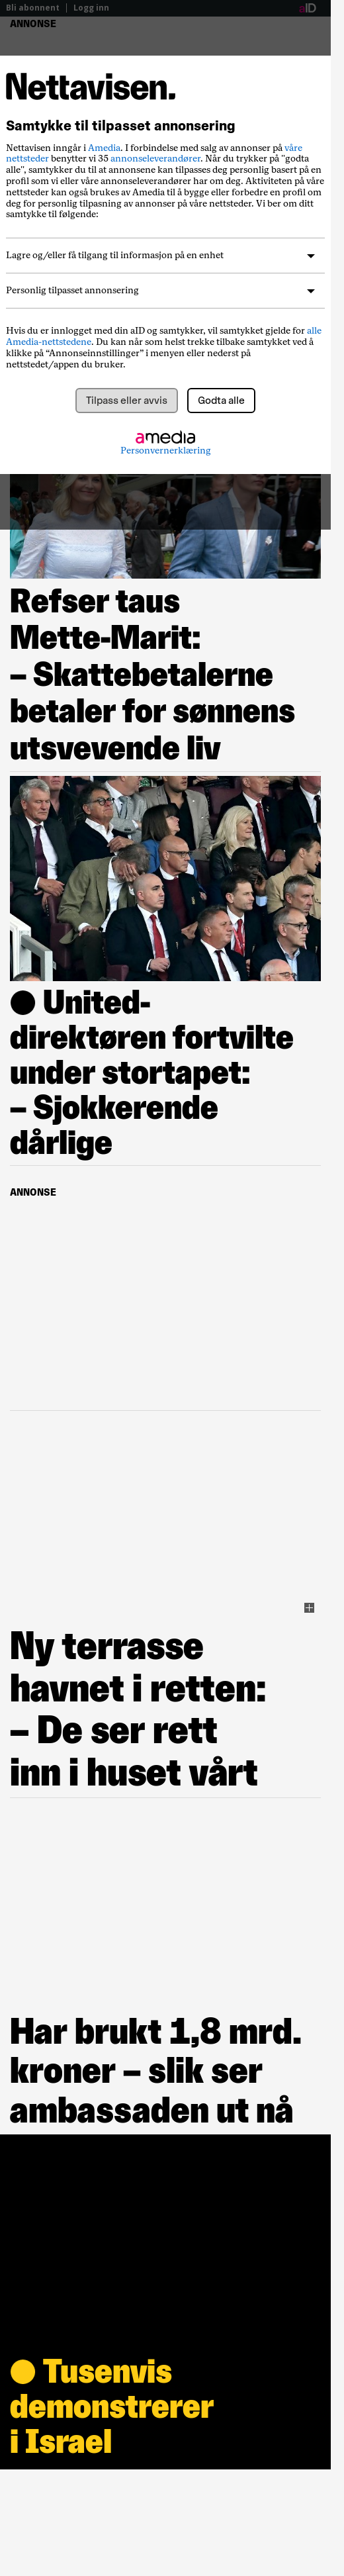 Bli abonnent | Logg inn
aID
ANNONSE
Nettavisen.
Samtykke til tilpasset annonsering
Nettavisen inngår i Amedia. I forbindelse med salg av annonser på våre
nettsteder benytter vi 35 annonseleverandører. Når du trykker på "godta
alle", samtykker du til at annonsene kan tilpasses deg personlig basert på en
profil som vi eller våre annonseleverandører har om deg. Aktiviteten på våre
nettsteder kan også brukes av Amedia til å bygge eller forbedre en profil om
deg for personlig tilpasning av annonser på våre nettsteder. Vi ber om ditt
samtykke til følgende:
Lagre og/eller få tilgang til informasjon på en enhet
Personlig tilpasset annonsering
Hvis du er innlogget med din aID og samtykker, vil samtykket gjelde for alle
Amedia-nettstedene. Du kan når som helst trekke tilbake samtykket ved å
klikke på “Annonseinnstillinger” i menyen eller nederst på
nettstedet/appen du bruker.
Tilpass eller avvis
Godta alle
amedia
Personvernerklæring
Refser taus
Mette-Marit:
– Skattebetalerne
betaler for sønnens
utsvevende liv
● United-
direktøren fortvilte
under stortapet:
– Sjokkerende
dårlige
ANNONSE
Ny terrasse
havnet i retten:
– De ser rett
inn i huset vårt
Har brukt 1,8 mrd.
kroner – slik ser
ambassaden ut nå
● Tusenvis
demonstrerer
i Israel